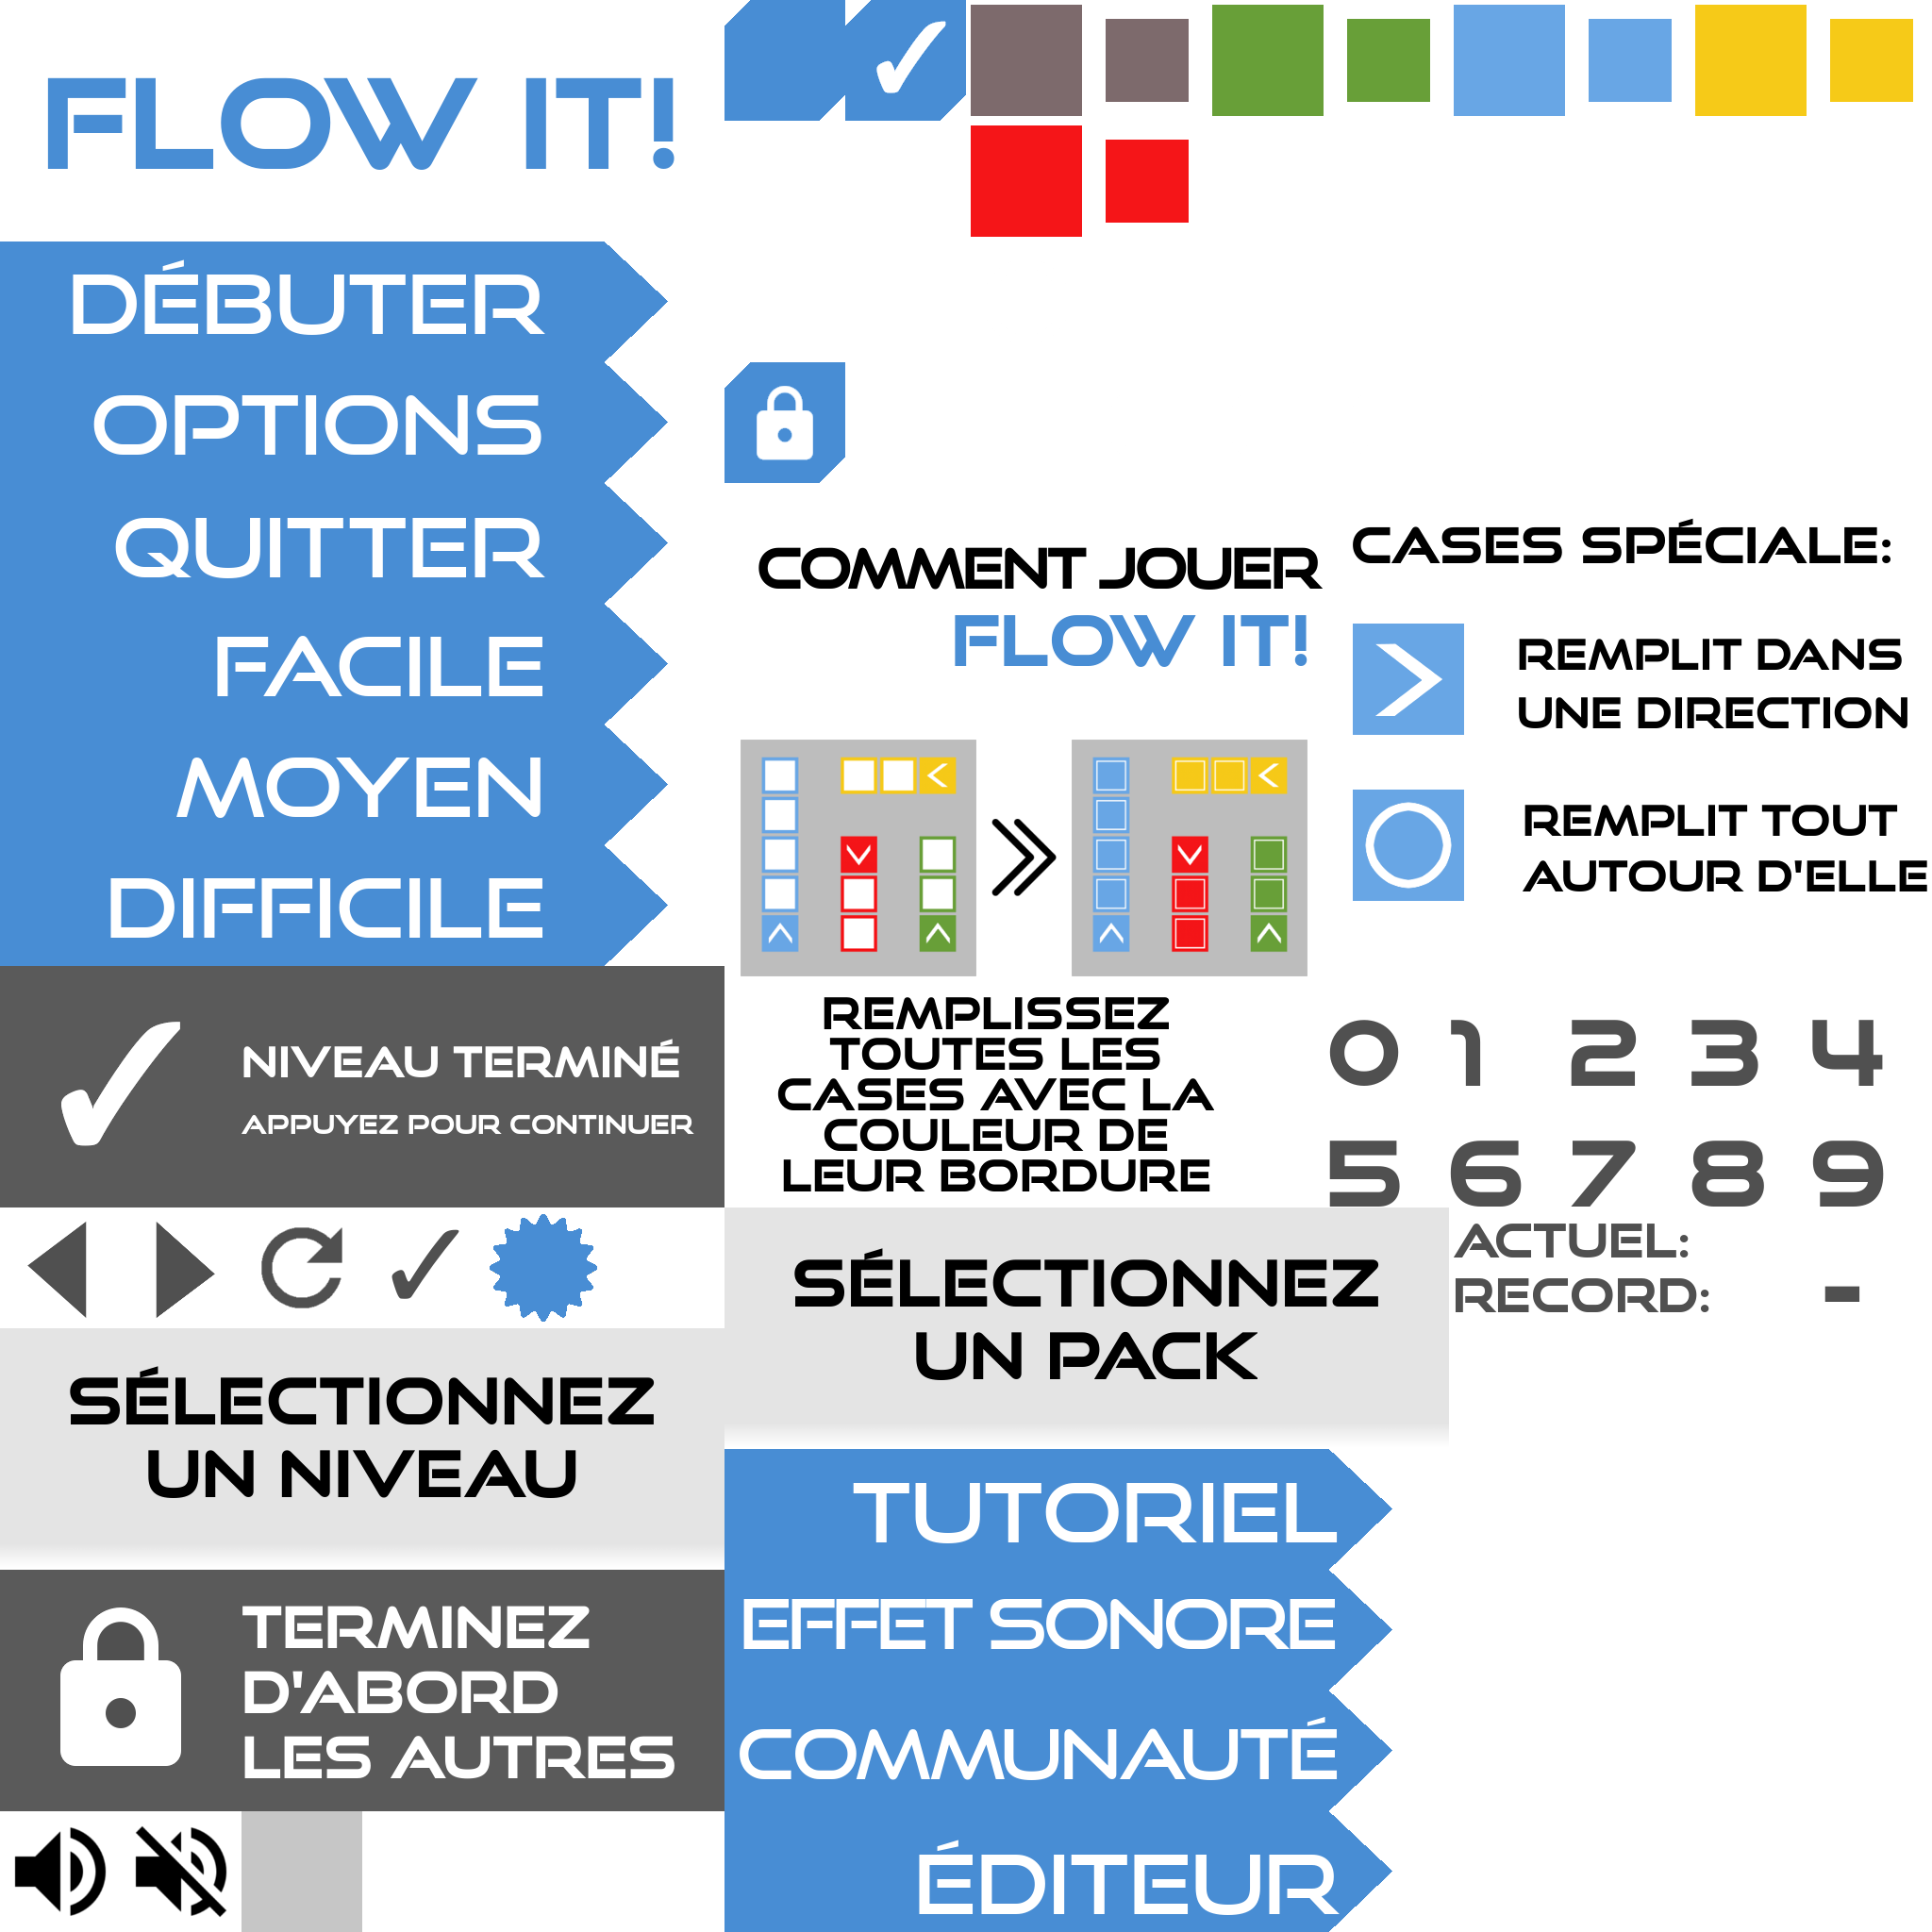 FLOW IT!
DÉBUTER
OPTIONS
QUITTER
FACILE
MOYEN
DIFFICILE
NIVEAU TERMINÉ
APPUYEZ POUR CONTINUER
SÉLECTIONNEZ
UN NIVEAU
TERMINEZ
D'ABORD
LES AUTRES
COMMENT JOUER
FLOW IT!
REMPLISSEZ
TOUTES LES
CASES AVEC LA
COULEUR DE
LEUR BORDURE
CASES SPÉCIALE:
REMPLIT DANS
UNE DIRECTION
REMPLIT TOUT
AUTOUR D'ELLE
0 1 2 3 4
5 6 7 8 9
ACTUEL:
RECORD: -
SÉLECTIONNEZ
UN PACK
TUTORIEL
EFFET SONORE
COMMUNAUTÉ
ÉDITEUR